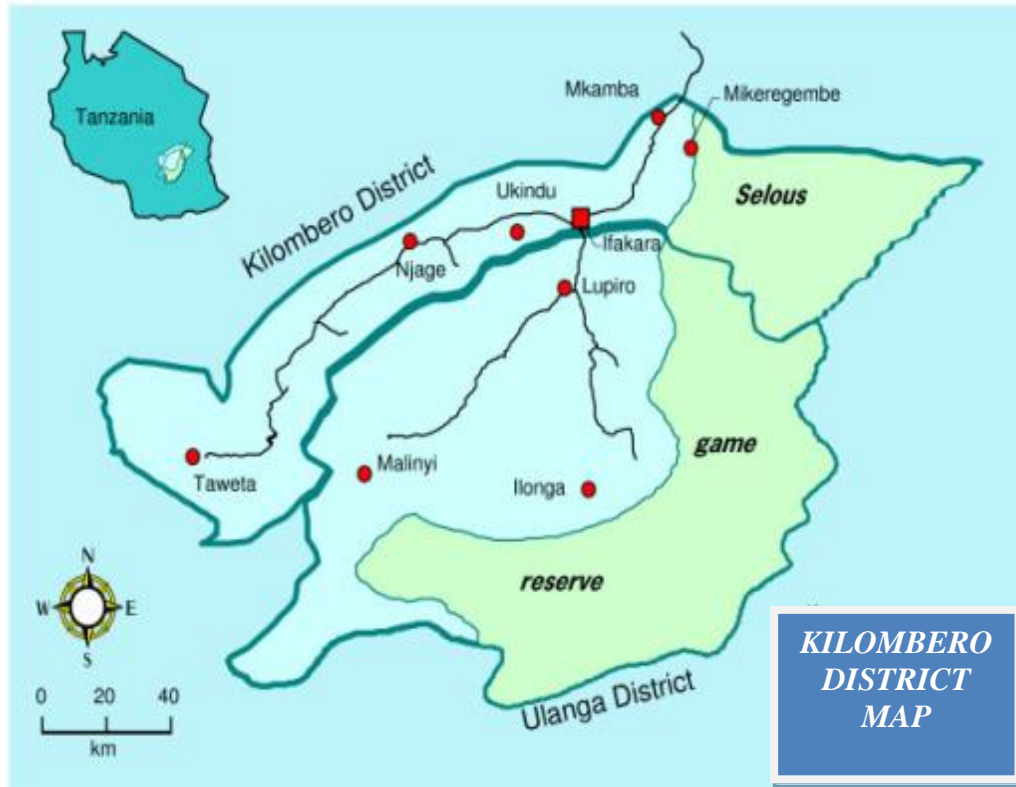 Tanzania
Mkamba
Mikeregembe
Selous
Kilombero District
Ukindu
Ifakara
Njage
Lupiro
game
Malinyi
Taweta
Ilonga
reserve
N
W E
S
0 20 40
km
Ulanga District
KILOMBERO
DISTRICT
MAP